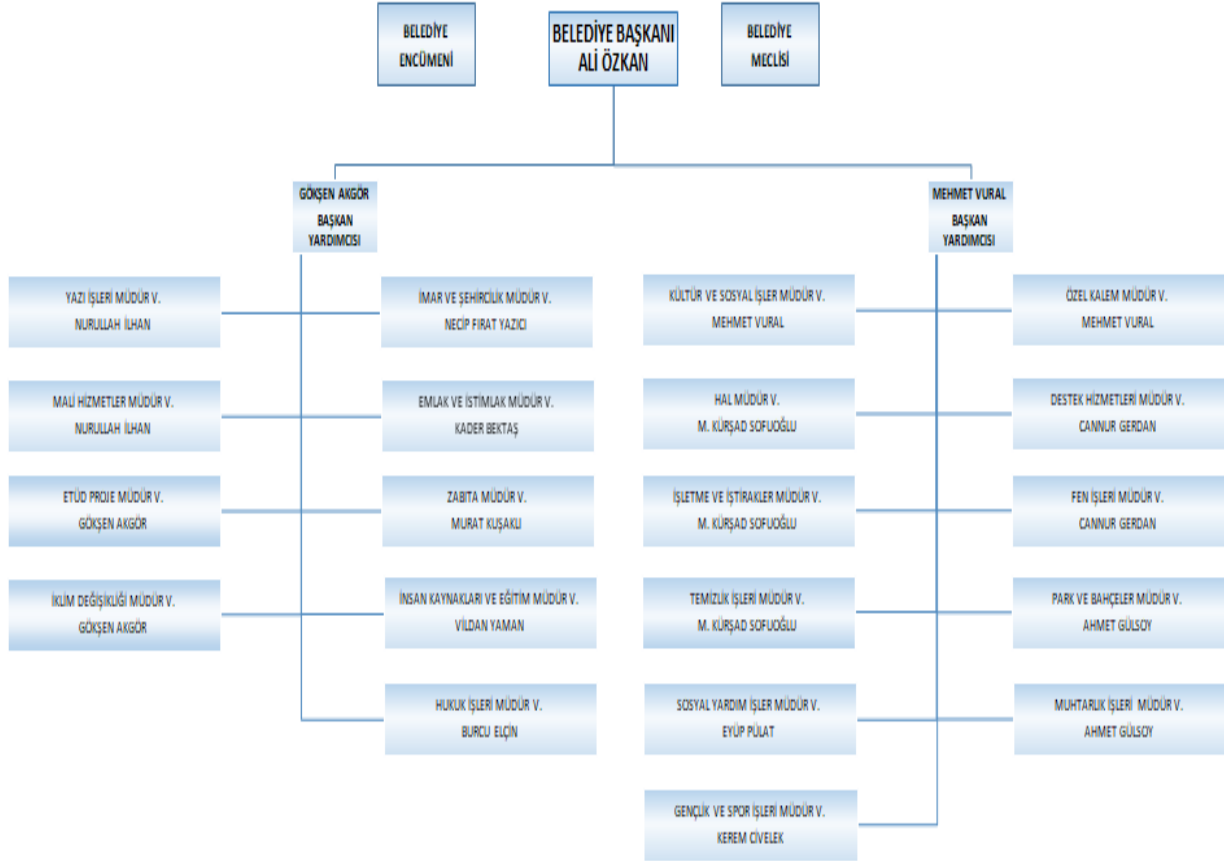 BELEDİYE
ENCÜMENİ
BELEDİYE BAŞKANI
ALİ ÖZKAN
BELEDİYE
MECLİSİ
GÖKŞEN AKGÖR
BAŞKAN
YARDIMCISI
MEHMET VURAL
BAŞKAN
YARDIMCISI
YAZI İŞLERİ MÜDÜR V.
NURULLAH İLHAN
İMAR VE ŞEHİRCİLİK MÜDÜR V.
NECİP FIRAT YAZICI
KÜLTÜR VE SOSYAL İŞLER MÜDÜR V.
MEHMET VURAL
ÖZEL KALEM MÜDÜR V.
MEHMET VURAL
MALİ HİZMETLER MÜDÜR V.
NURULLAH İLHAN
EMLAK VE İSTİMLAK MÜDÜR V.
KADER BEKTAŞ
HAL MÜDÜR V.
M. KÜRŞAD SOFUOĞLU
DESTEK HİZMETLERİ MÜDÜR V.
CANNUR GERDAN
ETÜD PROJE MÜDÜR V.
GÖKŞEN AKGÖR
ZABITA MÜDÜR V.
MURAT KUŞAKLI
İŞLETME VE İŞTİRAKLER MÜDÜR V.
M. KÜRŞAD SOFUOĞLU
FEN İŞLERİ MÜDÜR V.
CANNUR GERDAN
İKLİM DEĞİŞİKLİĞİ MÜDÜR V.
GÖKŞEN AKGÖR
İNSAN KAYNAKLARI VE EĞİTİM MÜDÜR V.
VİLDAN YAMAN
TEMİZLİK İŞLERİ MÜDÜR V.
M. KÜRŞAD SOFUOĞLU
PARK VE BAHÇELER MÜDÜR V.
AHMET GÜLSOY
HUKUK İŞLERİ MÜDÜR V.
BURCU ELÇİN
SOSYAL YARDIM İŞLER MÜDÜR V.
EYÜP PÜLAT
MUHTARLIK İŞLERİ MÜDÜR V.
AHMET GÜLSOY
GENÇLİK VE SPOR İŞLERİ MÜDÜR V.
KEREM CİVELEK